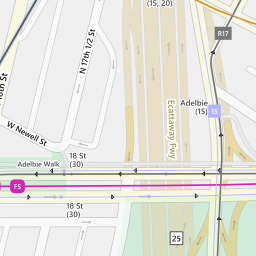 (15, 20)
R17
N 17th 1/2 St
Ecattaway Fwy
Adelbie
(15)
15
W Newell St
Adelbie Walk
18 St
(30)
F5
18 St
(30)
25